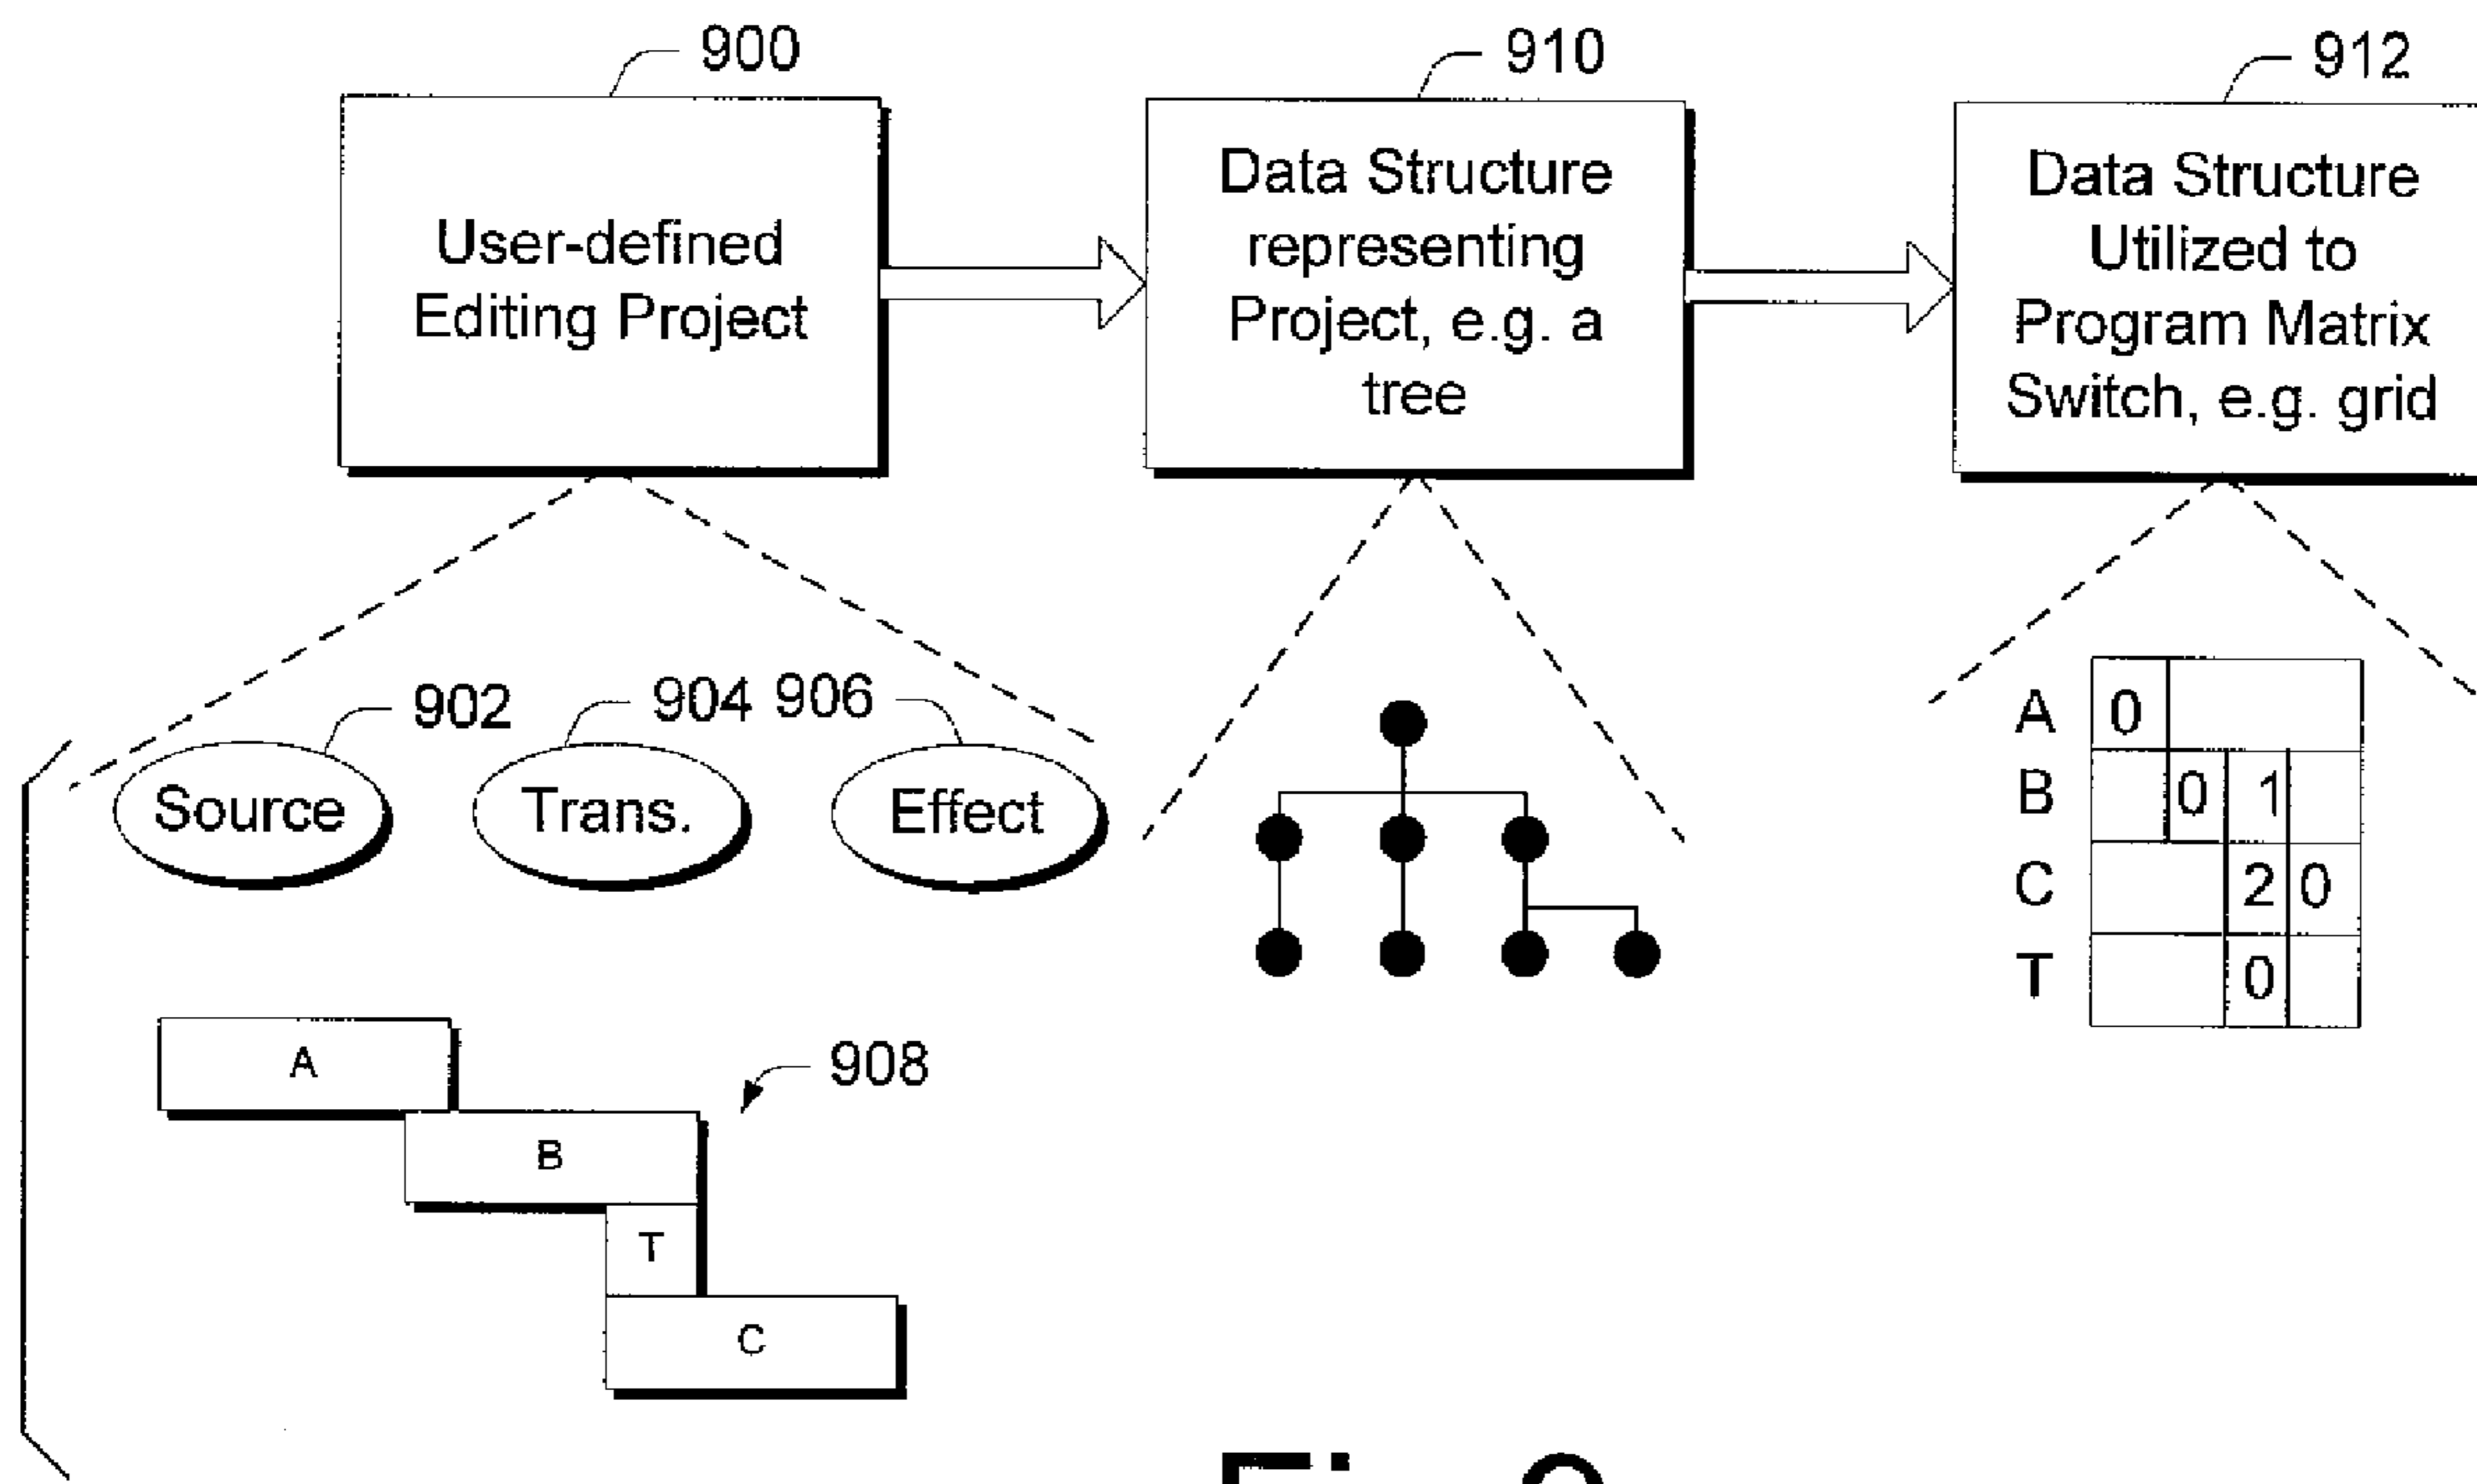 900
910
912
User-defined
Editing Project
Data Structure
representing
Project, e.g. a
tree
Data Structure
Utilized to
Program Matrix
Switch, e.g. grid
902
904
906
Source
Trans.
Effect
A
B
T
C
908
A 0
B 0 1
C 2 0
T 0